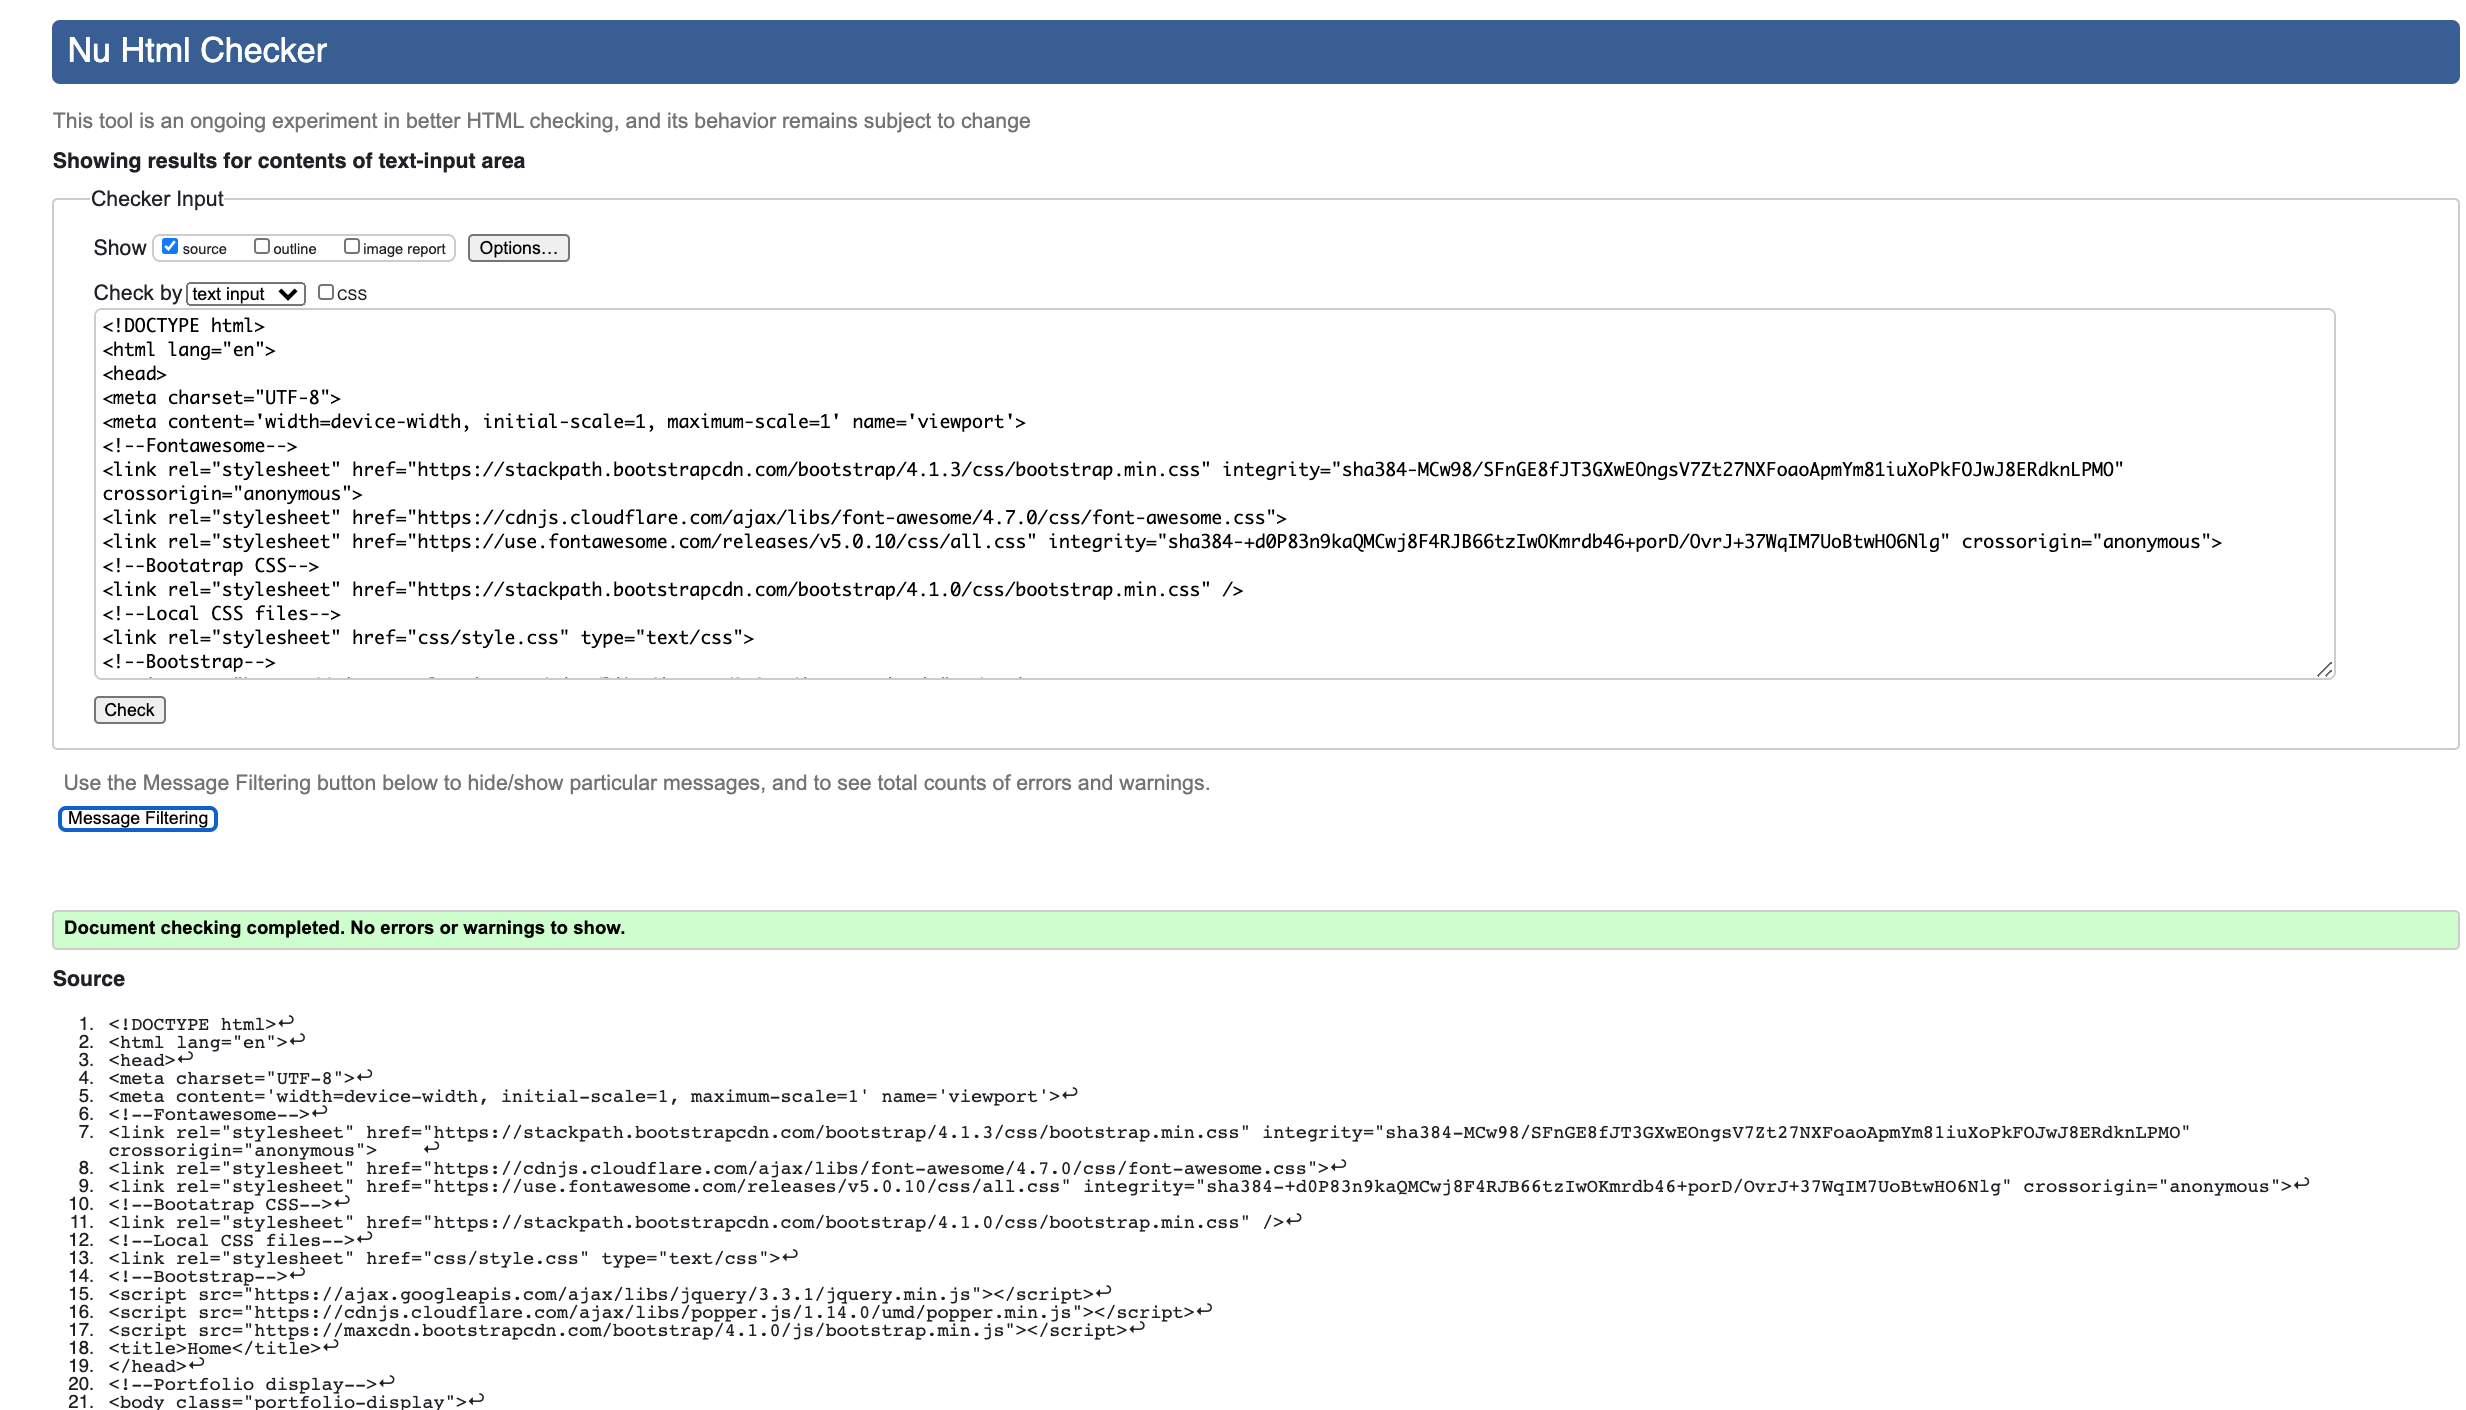 Nu Html Checker
This tool is an ongoing experiment in better HTML checking, and its behavior remains subject to change
Showing results for contents of text-input area
Checker Input
Show source outline image report Options...
Check by text input CSS
<!DOCTYPE html>
<html lang="en">
<head>
<meta charset="UTF-8">
<meta content='width=device-width, initial-scale=1, maximum-scale=1' name='viewport'>
<!--Fontawesome-->
<link rel="stylesheet" href="https://stackpath.bootstrapcdn.com/bootstrap/4.1.3/css/bootstrap.min.css" integrity="sha384-MCw98/SFnGE8fJT3GXwEOngsV7Zt27NXFoaoApmYm81iuXoPkFOJwJ8ERdknLPMO"
crossorigin="anonymous">
<link rel="stylesheet" href="https://cdnjs.cloudflare.com/ajax/libs/font-awesome/4.7.0/css/font-awesome.css">
<link rel="stylesheet" href="https://use.fontawesome.com/releases/v5.0.10/css/all.css" integrity="sha384-+d0P83n9kaQMCwj8F4RJB66tzIwOKmrdb46+porD/OvrJ+37WqIM7UoBtwHO6Nlg" crossorigin="anonymous">
<!--Bootatrap CSS-->
<link rel="stylesheet" href="https://stackpath.bootstrapcdn.com/bootstrap/4.1.0/css/bootstrap.min.css" />
<!--Local CSS files-->
<link rel="stylesheet" href="css/style.css" type="text/css">
<!--Bootstrap-->
Check
Use the Message Filtering button below to hide/show particular messages, and to see total counts of errors and warnings.
Message Filtering
Document checking completed. No errors or warnings to show.
Source
1. <!DOCTYPE html>↩
2. <html lang="en">↩
3. <head>↩
4. <meta charset="UTF-8">↩
5. <meta content='width=device-width, initial-scale=1, maximum-scale=1' name='viewport'>↩
6. <!--Fontawesome-->↩
7. <link rel="stylesheet" href="https://stackpath.bootstrapcdn.com/bootstrap/4.1.3/css/bootstrap.min.css" integrity="sha384-MCw98/SFnGE8fJT3GXwEOngsV7Zt27NXFoaoApmYm81iuXoPkFOJwJ8ERdknLPMO"
crossorigin="anonymous"> ↩
8. <link rel="stylesheet" href="https://cdnjs.cloudflare.com/ajax/libs/font-awesome/4.7.0/css/font-awesome.css">↩
9. <link rel="stylesheet" href="https://use.fontawesome.com/releases/v5.0.10/css/all.css" integrity="sha384-+d0P83n9kaQMCwj8F4RJB66tzIwOKmrdb46+porD/OvrJ+37WqIM7UoBtwHO6Nlg" crossorigin="anonymous">↩
10. <!--Bootatrap CSS-->↩
11. <link rel="stylesheet" href="https://stackpath.bootstrapcdn.com/bootstrap/4.1.0/css/bootstrap.min.css" />↩
12. <!--Local CSS files-->↩
13. <link rel="stylesheet" href="css/style.css" type="text/css">↩
14. <!--Bootstrap-->↩
15. <script src="https://ajax.googleapis.com/ajax/libs/jquery/3.3.1/jquery.min.js"></script>↩
16. <script src="https://cdnjs.cloudflare.com/ajax/libs/popper.js/1.14.0/umd/popper.min.js"></script>↩
17. <script src="https://maxcdn.bootstrapcdn.com/bootstrap/4.1.0/js/bootstrap.min.js"></script>↩
18. <title>Home</title>↩
19. </head>↩
20. <!--Portfolio display-->↩
21. <body class="portfolio-display">↩